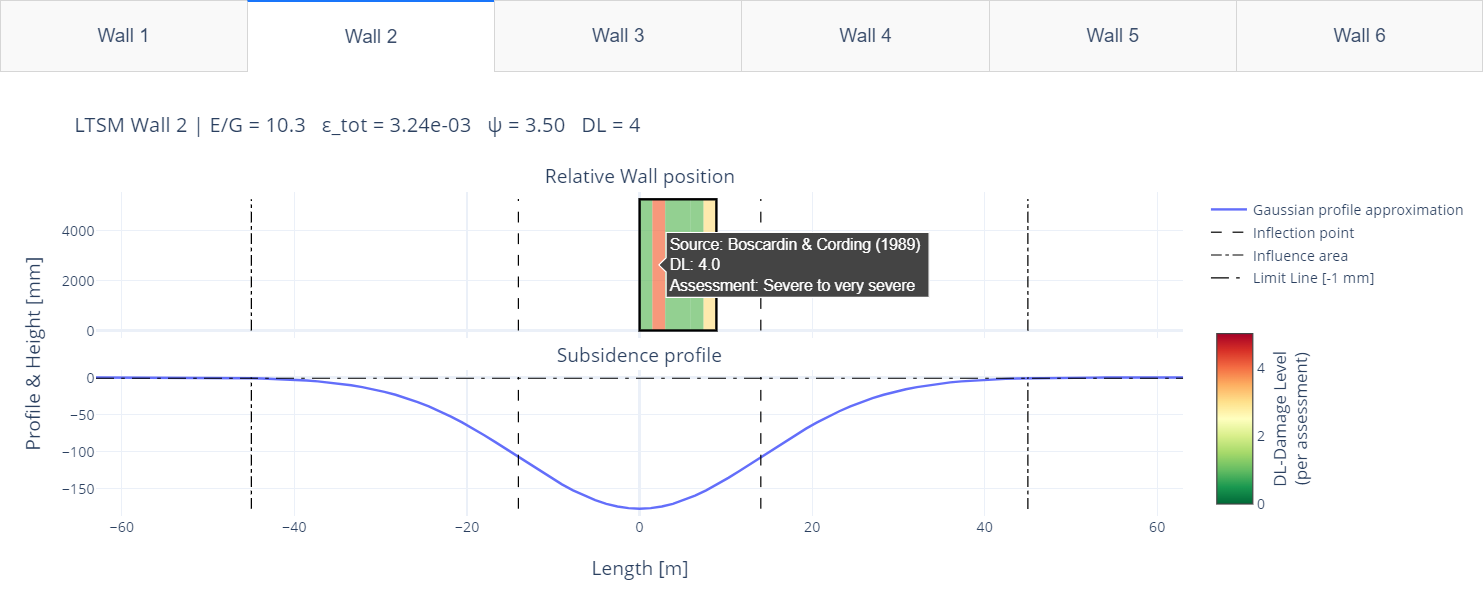 Wall 1 Wall 2 Wall 3 Wall 4 Wall 5 Wall 6
LTSM Wall 2 | E/G = 10.3 ε_tot = 3.24e-03 ψ = 3.50 DL = 4
Relative Wall position
4000
2000
0
Source: Boscardin & Cording (1989)
DL: 4.0
Assessment: Severe to very severe
Subsidence profile
0
−50
−100
−150
−60 −40 −20 0 20 40 60
Length [m]
Profile & Height [mm]
Gaussian profile approximation
Inflection point
Influence area
Limit Line [-1 mm]
4
2
0
DL-Damage Level
(per assessment)